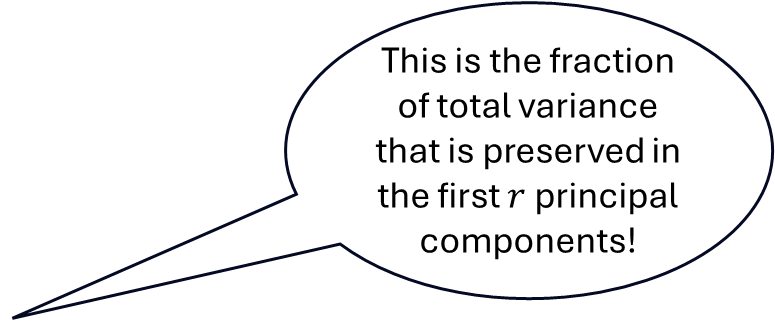 This is the fraction
of total variance
that is preserved in
the first r principal
components!